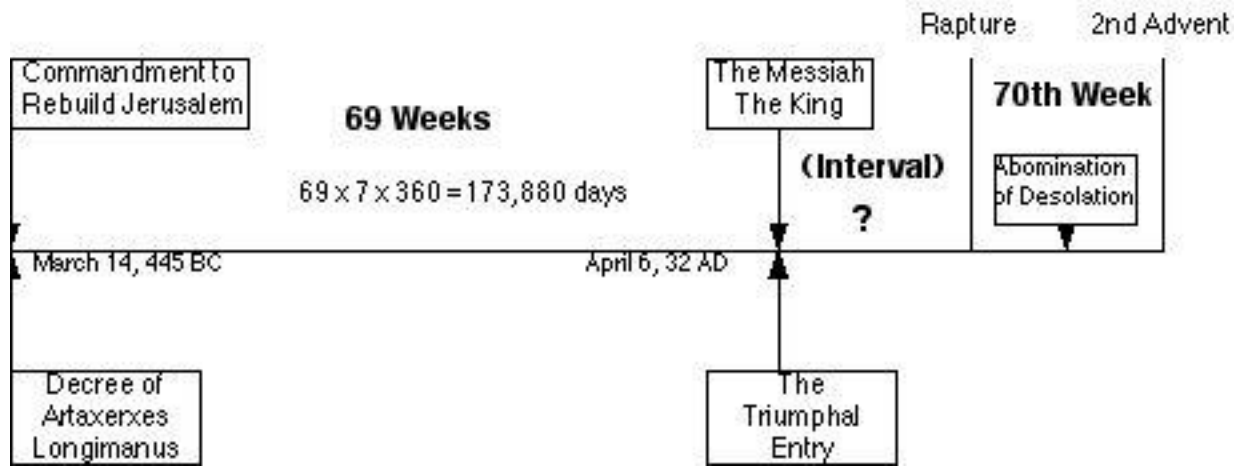 Rapture
2nd Advent
Commandment to
Rebuild Jerusalem
69 Weeks
69 x 7 x 360 = 173,880 days
The Messiah
The King
(Interval)
?
70th Week
Abomination
of Desolation
March 14, 445 BC
April 6, 32 AD
Decree of
Artaxerxes
Longimanus
The
Triumphal
Entry